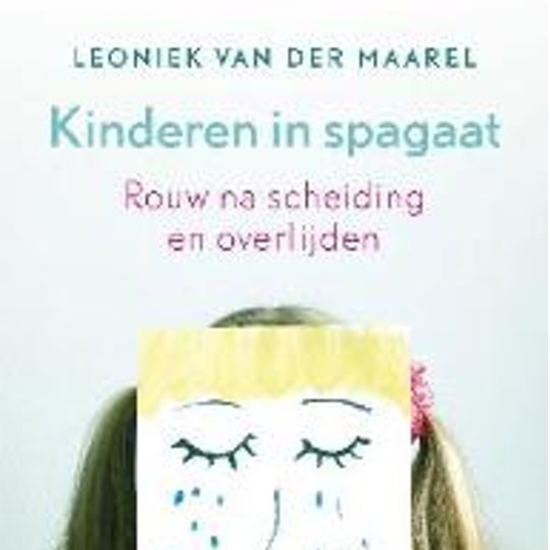 LEONIEK VAN DER MAAREL
Kinderen in spagaat
Rouw na scheiding
en overlijden